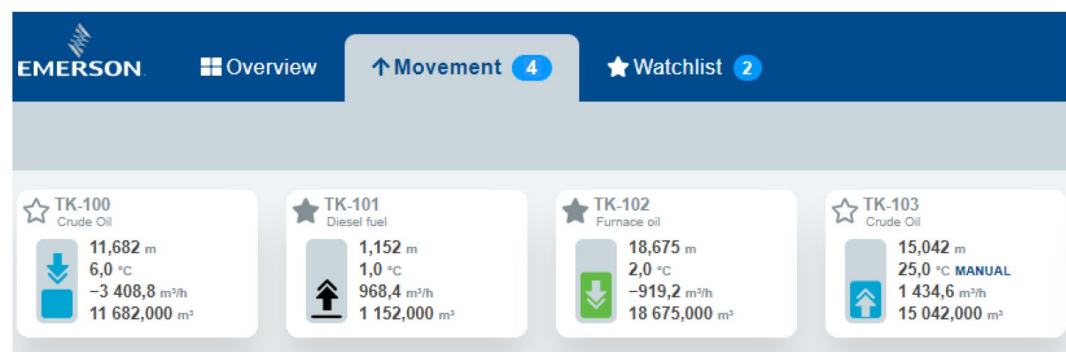 EMERSON
Overview
Movement 4
Watchlist 2
TK-100
Crude Oil
11,682 m
6,0 °C
−3 408,8 m³/h
11 682,000 m³
TK-101
Diesel fuel
1,152 m
1,0 °C
968,4 m³/h
1 152,000 m³
TK-102
Furnace oil
18,675 m
2,0 °C
−919,2 m³/h
18 675,000 m³
TK-103
Crude Oil
15,042 m
25,0 °C MANUAL
1 434,6 m³/h
15 042,000 m³